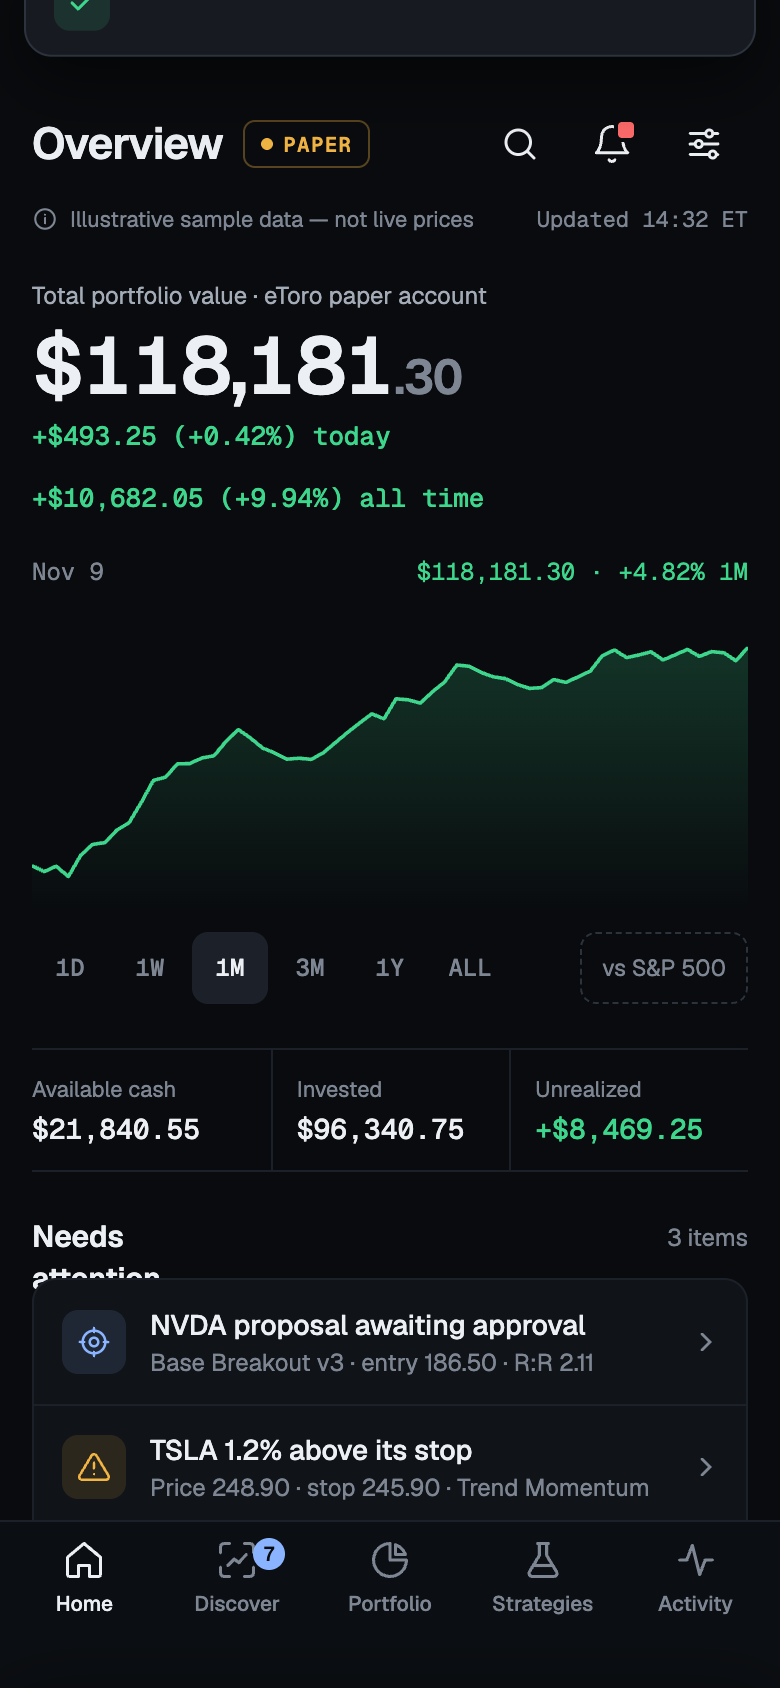 Overview
PAPER
Illustrative sample data — not live prices
Updated 14:32 ET
Total portfolio value · eToro paper account
$118,181.30
+$493.25 (+0.42%) today
+$10,682.05 (+9.94%) all time
Nov 9
$118,181.30 · +4.82% 1M
1D 1W 1M 3M 1Y ALL
vs S&P 500
Available cash
$21,840.55
Invested
$96,340.75
Unrealized
+$8,469.25
Needs
attention
3 items
NVDA proposal awaiting approval
Base Breakout v3 · entry 186.50 · R:R 2.11
TSLA 1.2% above its stop
Price 248.90 · stop 245.90 · Trend Momentum
7
Home
Discover
Portfolio
Strategies
Activity